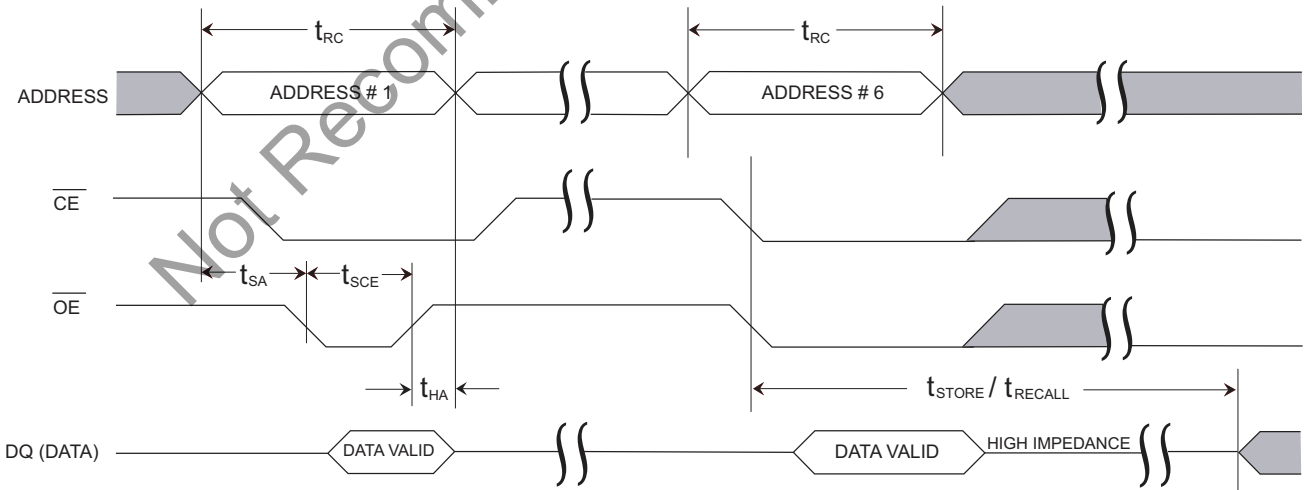 Not Recom
tRC
tRC
ADDRESS
ADDRESS # 1
ADDRESS # 6
CE
tSA
tSCE
OE
tHA
tSTORE / tRECALL
DQ (DATA)
DATA VALID
DATA VALID
HIGH IMPEDANCE